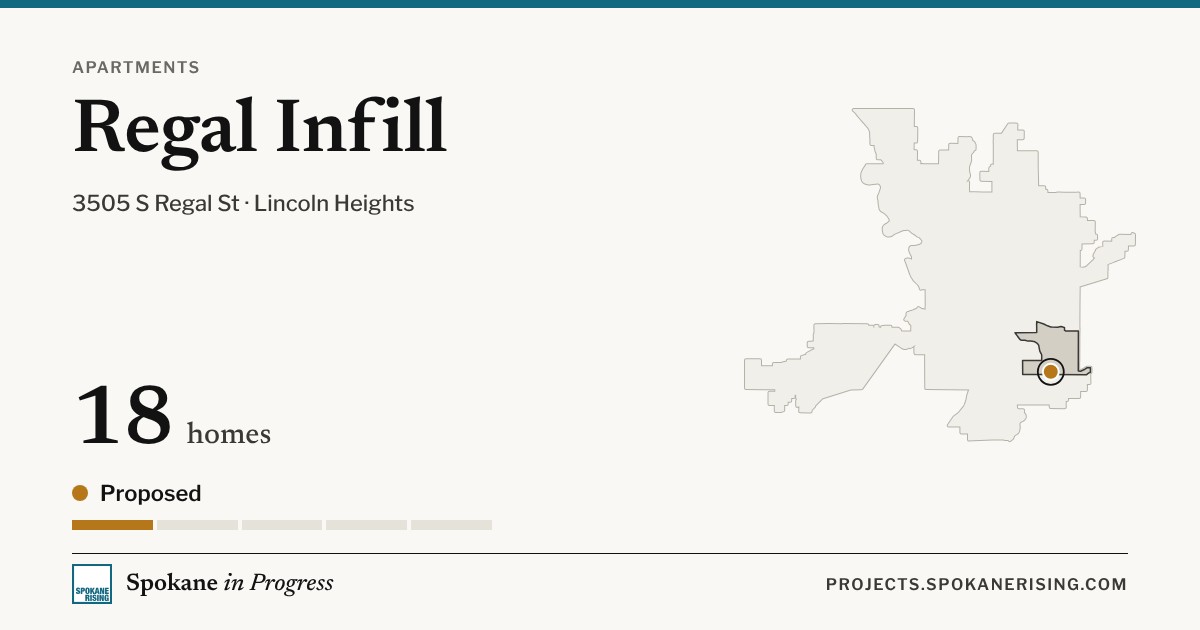 APARTMENTS
Regal Infill
3505 S Regal St · Lincoln Heights
18 homes
Proposed
SPOKANE
RISING
Spokane in Progress
PROJECTS.SPOKANERISING.COM